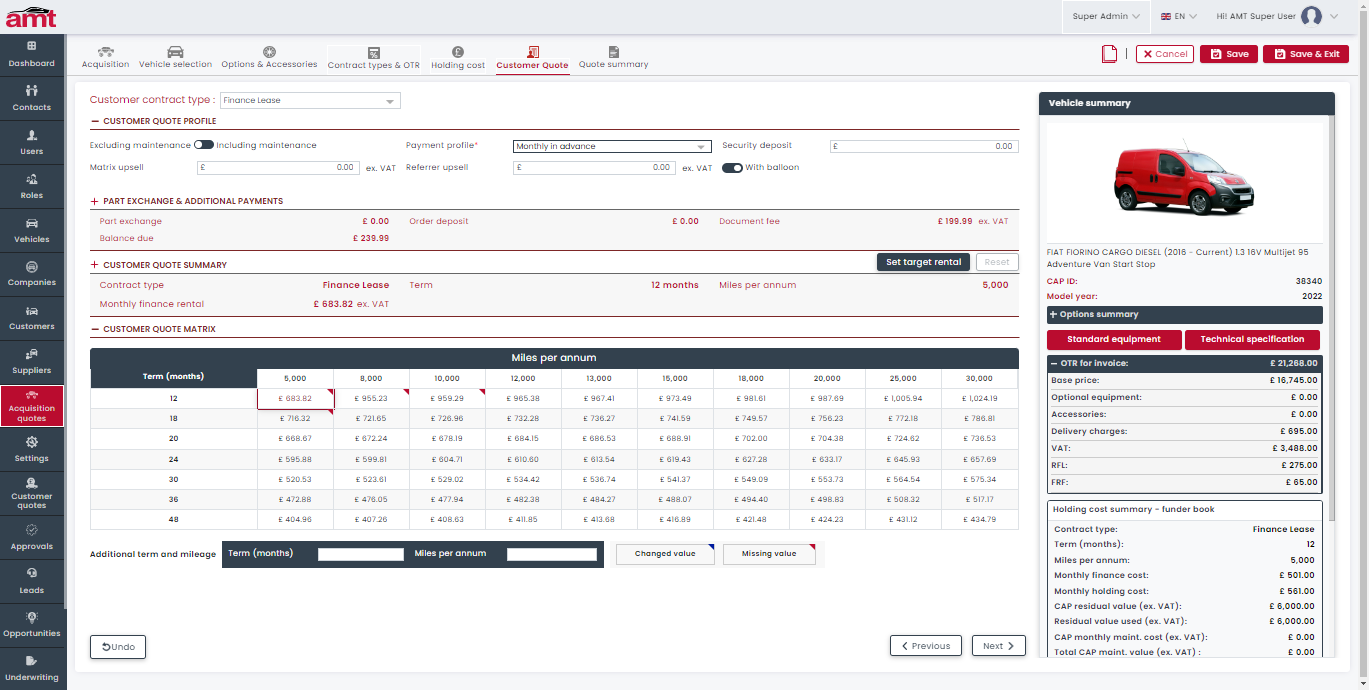 amt
Super Admin
EN
Hi! AMT Super User
Dashboard
Contacts
Users
Roles
Vehicles
Companies
Customers
Suppliers
Acquisition
quotes
Settings
Customer
quotes
Approvals
Leads
Opportunities
Underwriting
Acquisition Vehicle selection Options & Accessories Contract types & OTR Holding cost Customer Quote Quote summary
Cancel Save Save & Exit
Customer contract type : Finance Lease
CUSTOMER QUOTE PROFILE
Excluding maintenance Including maintenance Payment profile* Monthly in advance Security deposit £ 0.00
Matrix upsell £ 0.00 ex. VAT Referrer upsell £ 0.00 ex. VAT With balloon
+ PART EXCHANGE & ADDITIONAL PAYMENTS
Part exchange £ 0.00 Order deposit £ 0.00 Document fee £ 199.99 ex. VAT
Balance due £ 239.99
+ CUSTOMER QUOTE SUMMARY Set target rental Reset
Contract type Finance Lease Term 12 months Miles per annum 5,000
Monthly finance rental £ 683.82 ex. VAT
CUSTOMER QUOTE MATRIX
Miles per annum
Term (months) 5,000 8,000 10,000 12,000 13,000 15,000 18,000 20,000 25,000 30,000
12 £ 683.82 £ 955.23 £ 959.29 £ 965.38 £ 967.41 £ 973.49 £ 981.61 £ 987.69 £ 1,005.94 £ 1,024.19
18 £ 716.32 £ 721.65 £ 726.96 £ 732.28 £ 736.27 £ 741.59 £ 749.57 £ 756.23 £ 772.18 £ 786.81
20 £ 668.67 £ 672.24 £ 678.19 £ 684.15 £ 686.53 £ 688.91 £ 702.00 £ 704.38 £ 724.62 £ 736.53
24 £ 595.88 £ 599.81 £ 604.71 £ 610.60 £ 613.54 £ 619.43 £ 627.28 £ 633.17 £ 645.93 £ 657.69
30 £ 520.53 £ 523.61 £ 529.02 £ 534.42 £ 536.74 £ 541.37 £ 549.09 £ 553.73 £ 564.54 £ 575.34
36 £ 472.88 £ 476.05 £ 477.94 £ 482.38 £ 484.27 £ 488.07 £ 494.40 £ 498.83 £ 508.32 £ 517.17
48 £ 404.96 £ 407.26 £ 408.63 £ 411.85 £ 413.68 £ 416.89 £ 421.48 £ 424.23 £ 431.12 £ 434.79
Additional term and mileage Term (months) Miles per annum Changed value Missing value
Undo Previous Next
Vehicle summary
FIAT FIORINO CARGO DIESEL (2016 - Current) 1.3 16V Multijet 95
Adventure Van Start Stop
CAP ID: 38340
Model year: 2022
+ Options summary
Standard equipment Technical specification
OTR for invoice: £ 21,268.00
Base price: £ 16,745.00
Optional equipment: £ 0.00
Accessories: £ 0.00
Delivery charges: £ 695.00
VAT: £ 3,488.00
RFL: £ 275.00
FRF: £ 65.00
Holding cost summary - funder book
Contract type: Finance Lease
Term (months): 12
Miles per annum: 5,000
Monthly finance cost: £ 501.00
Monthly holding cost: £ 561.00
CAP residual value (ex. VAT): £ 6,000.00
Residual value used (ex. VAT): £ 6,000.00
CAP monthly maint. cost (ex. VAT): £ 0.00
Total CAP maint. value (ex. VAT) : £ 0.00